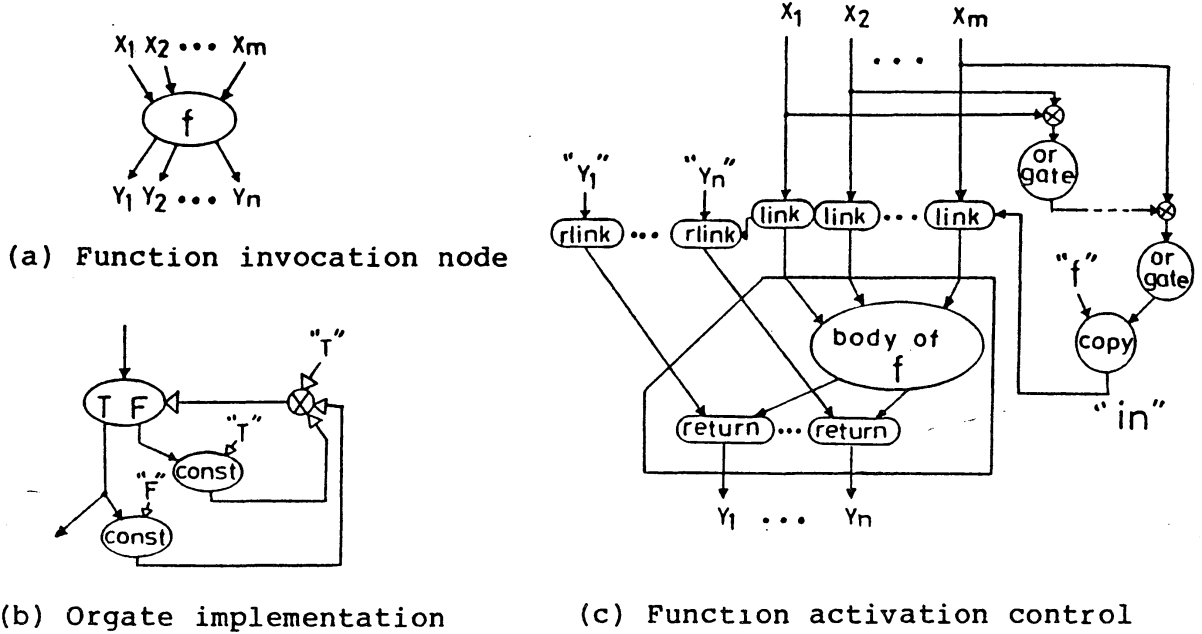 X1 X2 ••• Xm
f
Y1 Y2 ••• Yn
(a) Function invocation node
"T"
T F
"T"
const
"F"
const
(b) Orgate implementation
X1 X2 ••• Xm
or gate
"Y1" "Yn"
link link ••• link
rlink ••• rlink
or gate
"f"
copy
body of f
"in"
return ••• return
Y1 ••• Yn
(c) Function activation control